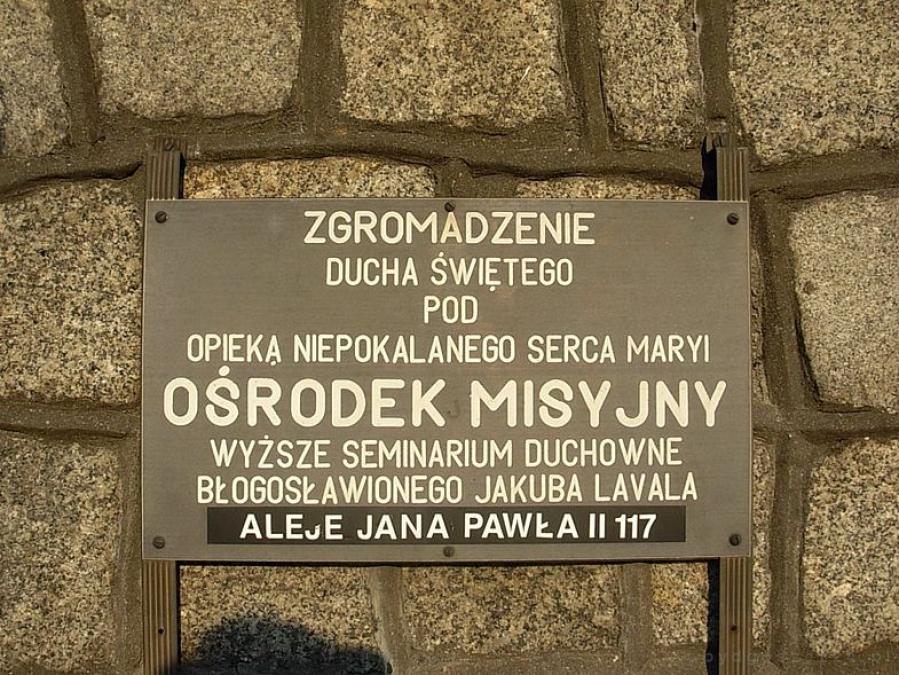 ZGROMADZENIE
DUCHA ŚWIĘTEGO
POD
OPIEKĄ NIEPOKALANEGO SERCA MARYI
OŚRODEK MISYJNY
WYŻSZE SEMINARIUM DUCHOWNE
BŁOGOSŁAWIONEGO JAKUBA LAVALA
ALEJE JANA PAWŁA II 117